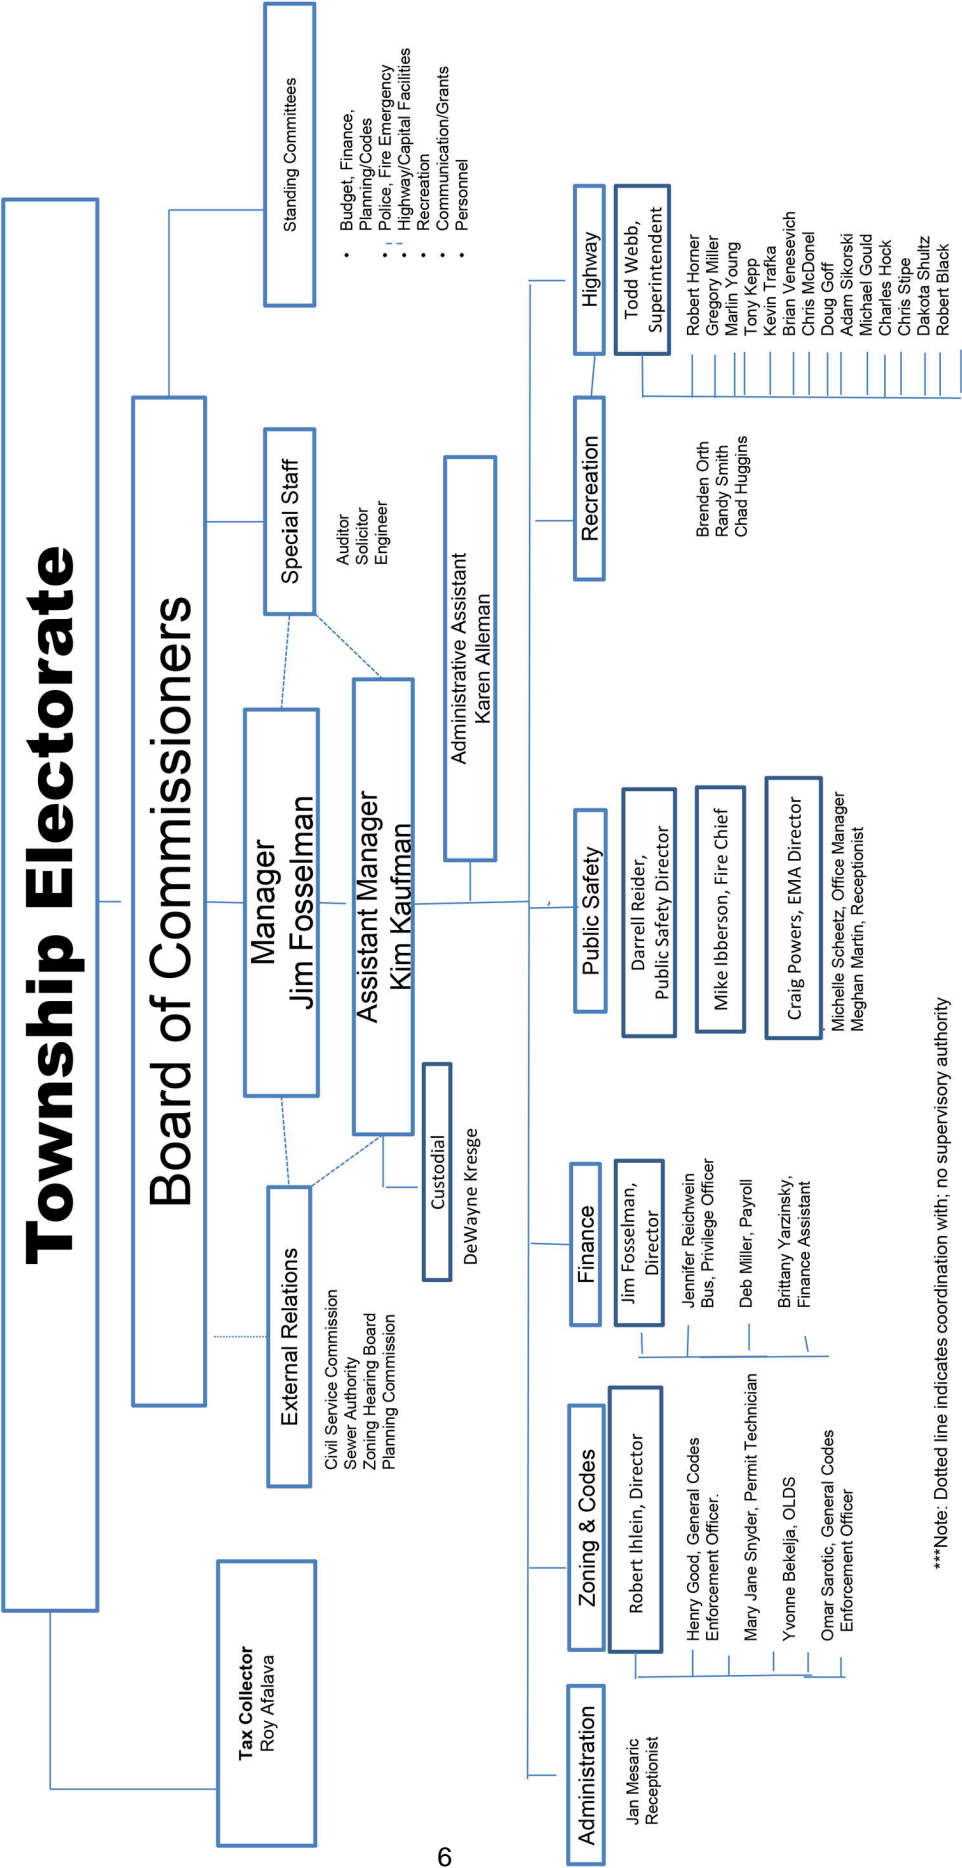 Township Electorate
Tax Collector
Roy Afalava
Board of Commissioners
Standing Committees
Budget, Finance,
Planning/Codes
Police, Fire Emergency
Highway/Capital Facilities
Recreation
Communication/Grants
Personnel
Manager
Jim Fosselman
External Relations
Civil Service Commission
Sewer Authority
Zoning Hearing Board
Planning Commission
Special Staff
Auditor
Solicitor
Engineer
Assistant Manager
Kim Kaufman
Custodial
DeWayne Kresge
Administrative Assistant
Karen Alleman
Administration
Jan Mesaric
Receptionist
Zoning & Codes
Robert Ihlein, Director
Henry Good, General Codes
Enforcement Officer.
Mary Jane Snyder, Permit Technician
Yvonne Bekelja, OLDS
Omar Sarotic, General Codes
Enforcement Officer
Finance
Jim Fosselman,
Director
Jennifer Reichwein
Bus, Privilege Officer
Deb Miller, Payroll
Brittany Yarzinsky,
Finance Assistant
Public Safety
Darrell Reider,
Public Safety Director
Mike Ibberson, Fire Chief
Craig Powers, EMA Director
Michelle Scheetz, Office Manager
Meghan Martin, Receptionist
Recreation
Brenden Orth
Randy Smith
Chad Huggins
Highway
Todd Webb,
Superintendent
Robert Horner
Gregory Miller
Marlin Young
Tony Kepp
Kevin Trafka
Brian Venesevich
Chris McDonel
Doug Goff
Adam Sikorski
Michael Gould
Charles Hock
Chris Stipe
Dakota Shultz
Robert Black
***Note: Dotted line indicates coordination with; no supervisory authority
6